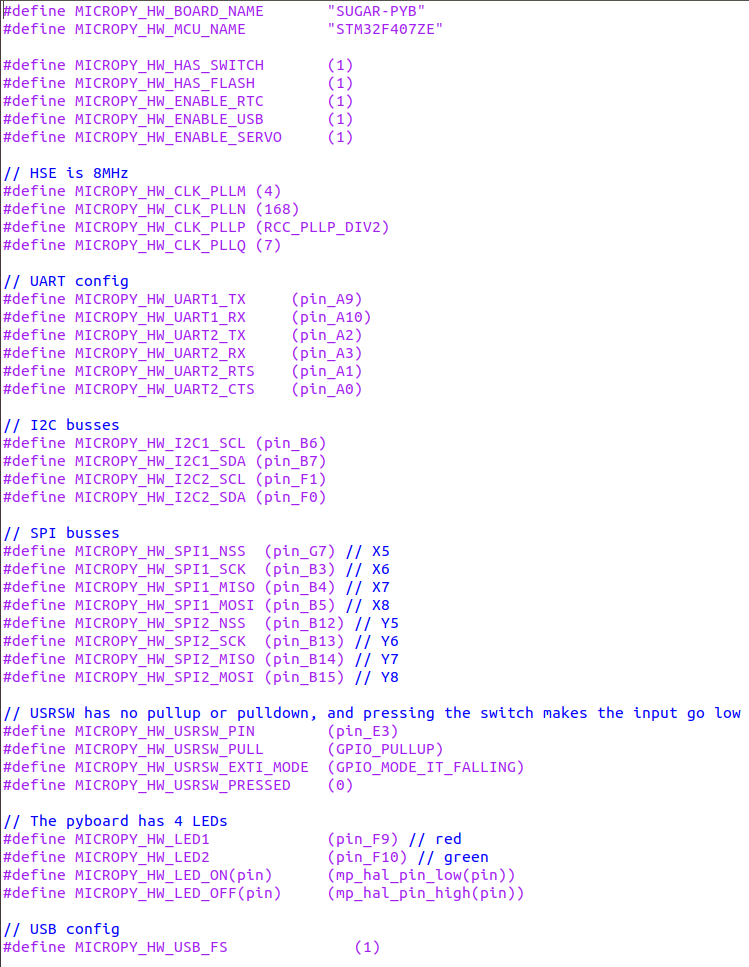 #define MICROPY_HW_BOARD_NAME       "SUGAR-PYB"
#define MICROPY_HW_MCU_NAME         "STM32F407ZE"

#define MICROPY_HW_HAS_SWITCH       (1)
#define MICROPY_HW_HAS_FLASH        (1)
#define MICROPY_HW_ENABLE_RTC       (1)
#define MICROPY_HW_ENABLE_USB       (1)
#define MICROPY_HW_ENABLE_SERVO     (1)

// HSE is 8MHz
#define MICROPY_HW_CLK_PLLM (4)
#define MICROPY_HW_CLK_PLLN (168)
#define MICROPY_HW_CLK_PLLP (RCC_PLLP_DIV2)
#define MICROPY_HW_CLK_PLLQ (7)

// UART config
#define MICROPY_HW_UART1_TX     (pin_A9)
#define MICROPY_HW_UART1_RX     (pin_A10)
#define MICROPY_HW_UART2_TX     (pin_A2)
#define MICROPY_HW_UART2_RX     (pin_A3)
#define MICROPY_HW_UART2_RTS    (pin_A1)
#define MICROPY_HW_UART2_CTS    (pin_A0)

// I2C busses
#define MICROPY_HW_I2C1_SCL (pin_B6)
#define MICROPY_HW_I2C1_SDA (pin_B7)
#define MICROPY_HW_I2C2_SCL (pin_F1)
#define MICROPY_HW_I2C2_SDA (pin_F0)

// SPI busses
#define MICROPY_HW_SPI1_NSS  (pin_G7) // X5
#define MICROPY_HW_SPI1_SCK  (pin_B3) // X6
#define MICROPY_HW_SPI1_MISO (pin_B4) // X7
#define MICROPY_HW_SPI1_MOSI (pin_B5) // X8
#define MICROPY_HW_SPI2_NSS  (pin_B12) // Y5
#define MICROPY_HW_SPI2_SCK  (pin_B13) // Y6
#define MICROPY_HW_SPI2_MISO (pin_B14) // Y7
#define MICROPY_HW_SPI2_MOSI (pin_B15) // Y8

// USRSW has no pullup or pulldown, and pressing the switch makes the input go low
#define MICROPY_HW_USRSW_PIN        (pin_E3)
#define MICROPY_HW_USRSW_PULL       (GPIO_PULLUP)
#define MICROPY_HW_USRSW_EXTI_MODE  (GPIO_MODE_IT_FALLING)
#define MICROPY_HW_USRSW_PRESSED    (0)

// The pyboard has 4 LEDs
#define MICROPY_HW_LED1             (pin_F9) // red
#define MICROPY_HW_LED2             (pin_F10) // green
#define MICROPY_HW_LED_ON(pin)      (mp_hal_pin_low(pin))
#define MICROPY_HW_LED_OFF(pin)     (mp_hal_pin_high(pin))

// USB config
#define MICROPY_HW_USB_FS              (1)